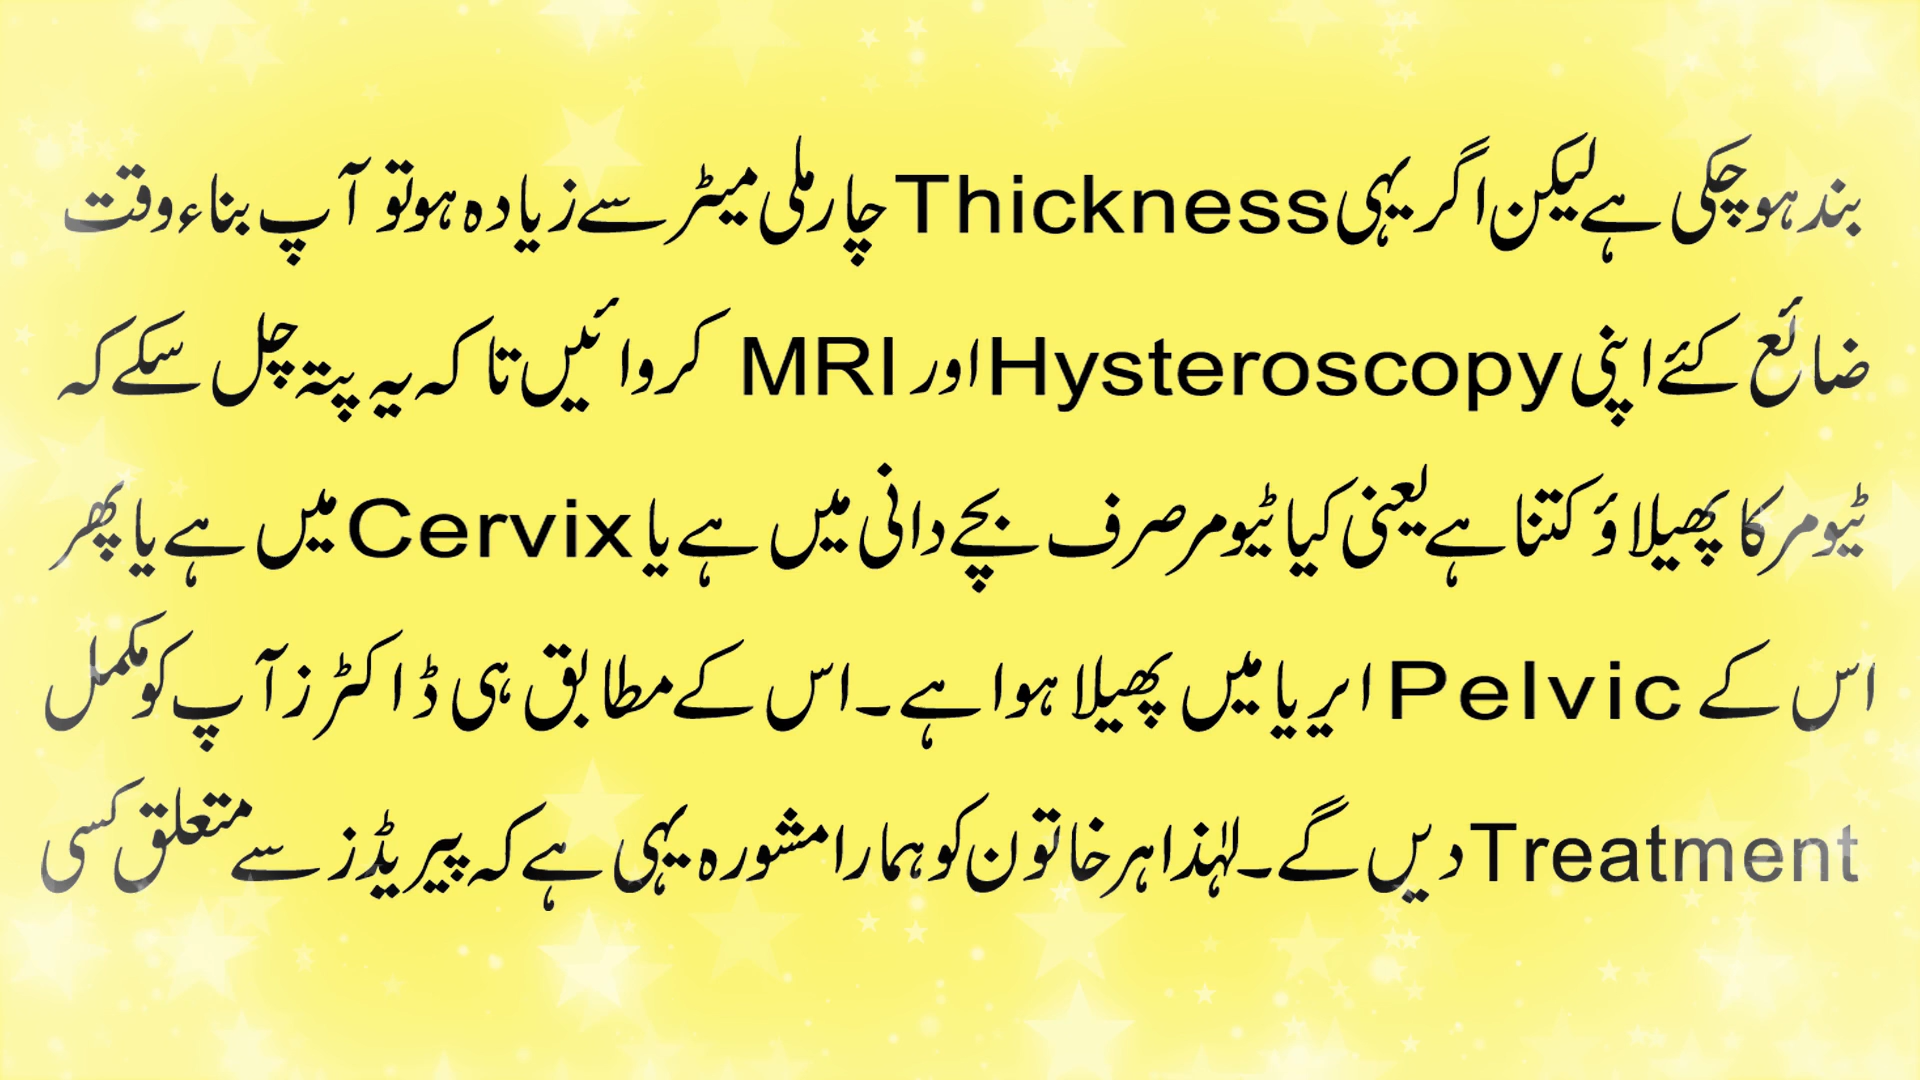 بند ہوچکی ہے لیکن اگر یہی Thickness چار ملی میٹر سے زیادہ ہو تو آپ بناء وقت
ضائع کئے اپنی Hysteroscopy اور MRI کروائیں تاکہ یہ پتہ چل سکے کہ
ٹیومر کا پھیلاؤ کتنا ہے یعنی کیا ٹیومر صرف بچے دانی میں ہے یا Cervix میں ہے یا پھر
اس کے Pelvic ایریا میں پھیلا ہوا ہے ۔ اس کے مطابق ہی ڈاکٹرز آپ کو مکمل
Treatment دیں گے ۔ لہٰذا ہر خاتون کو ہمارا مشورہ یہی ہے کہ پیریڈز سے متعلق کسی